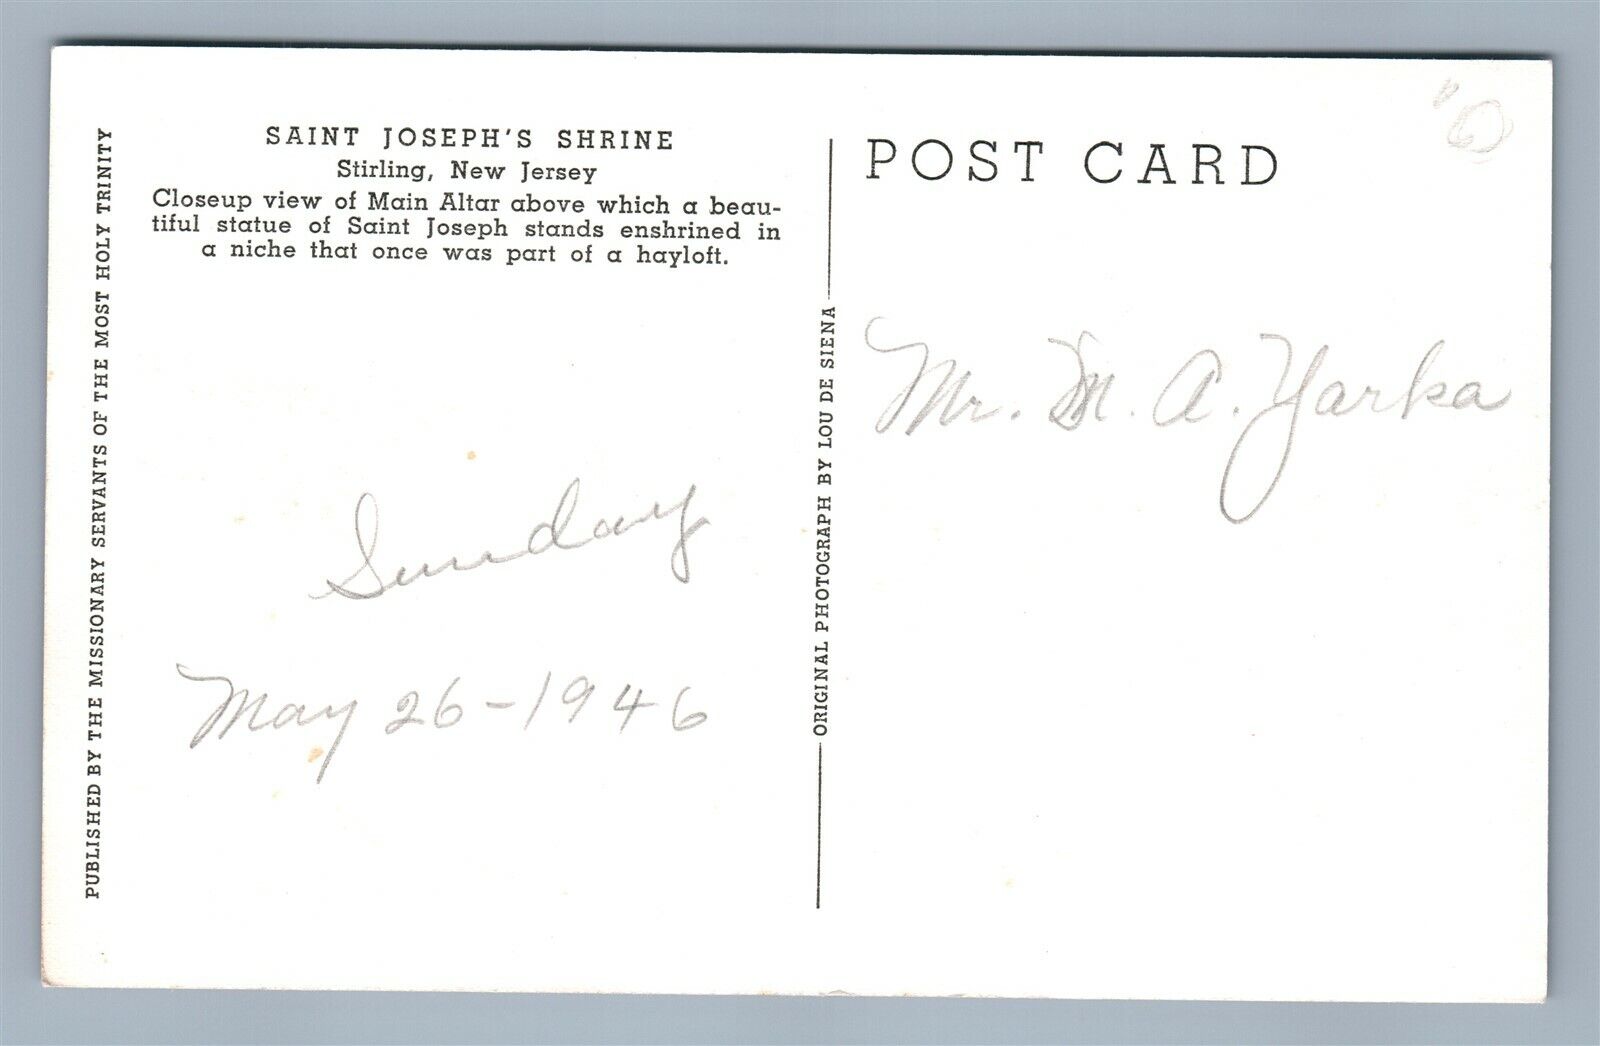 SAINT JOSEPH'S SHRINE
Stirling, New Jersey
Closeup view of Main Altar above which a beau-
tiful statue of Saint Joseph stands enshrined in
a niche that once was part of a hayloft.
Sunday
May 26-1946
PUBLISHED BY THE MISSIONARY SERVANTS OF THE MOST HOLY TRINITY
ORIGINAL PHOTOGRAPH BY LOU DE SIENA
POST CARD
Mr. M. A. Yarka